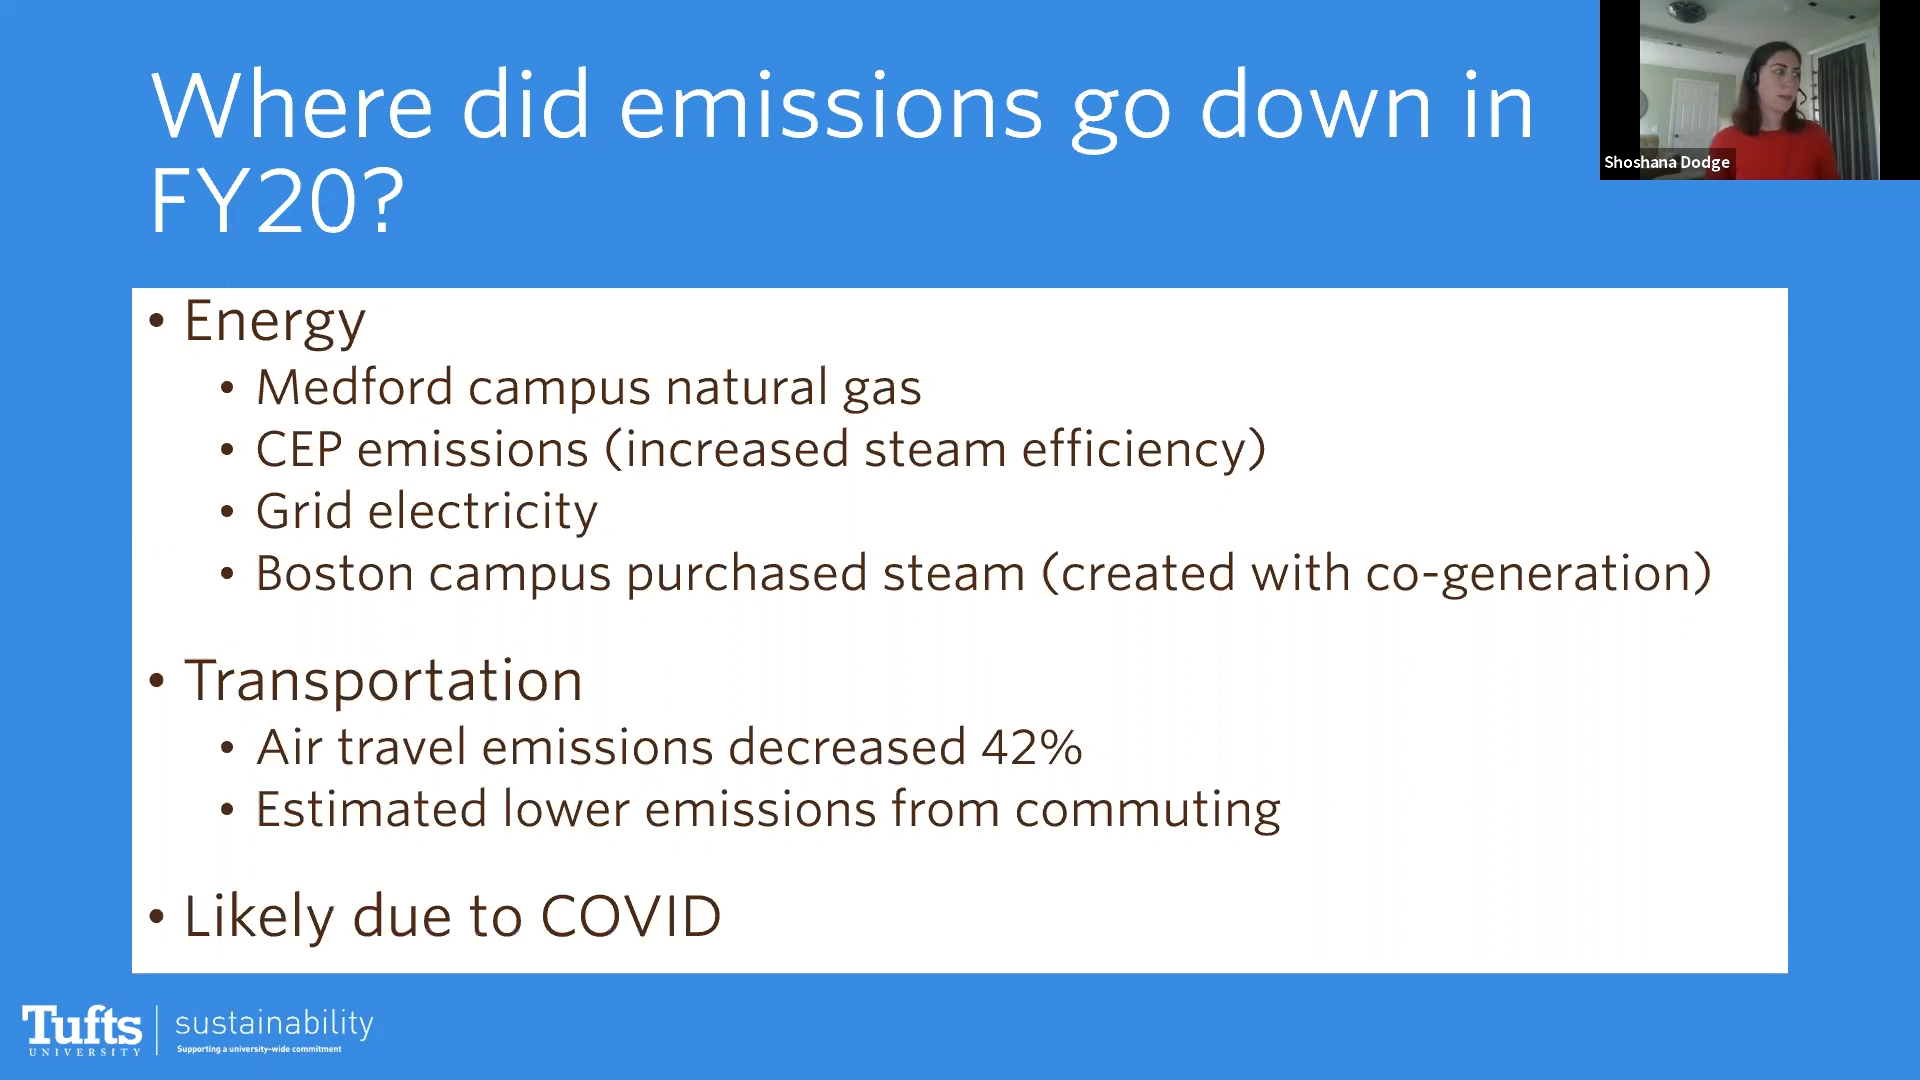 Where did emissions go down in
FY20?
Shoshana Dodge
• Energy
• Medford campus natural gas
• CEP emissions (increased steam efficiency)
• Grid electricity
• Boston campus purchased steam (created with co-generation)
• Transportation
• Air travel emissions decreased 42%
• Estimated lower emissions from commuting
• Likely due to COVID
Tufts
UNIVERSITY
sustainability
Supporting a university-wide commitment